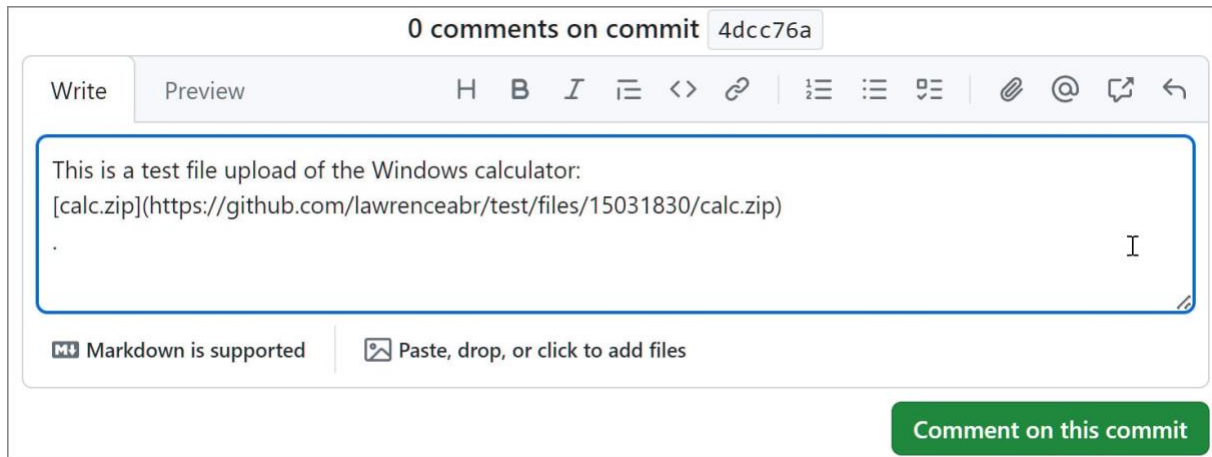 0 comments on commit 4dcc76a
Write Preview H B I <> @
This is a test file upload of the Windows calculator:
[calc.zip](https://github.com/lawrenceabr/test/files/15031830/calc.zip)
.
M↓ Markdown is supported Paste, drop, or click to add files
Comment on this commit